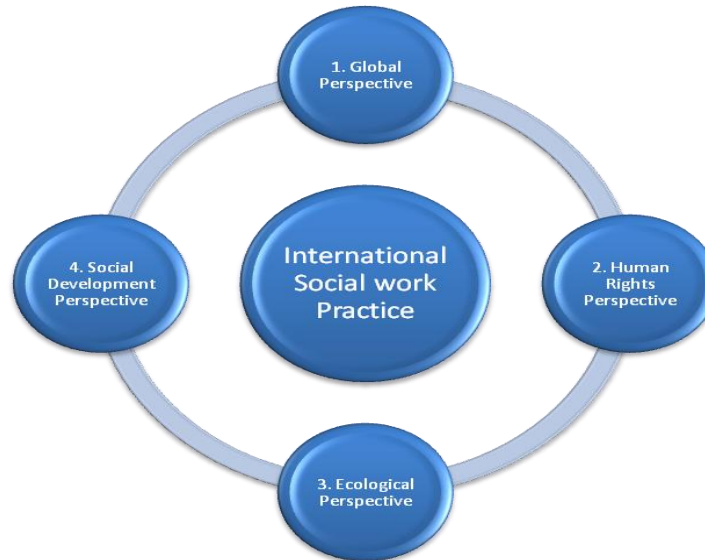 1. Global
Perspective
International
Social work
Practice
2. Human
Rights
Perspective
3. Ecological
Perspective
4. Social
Development
Perspective